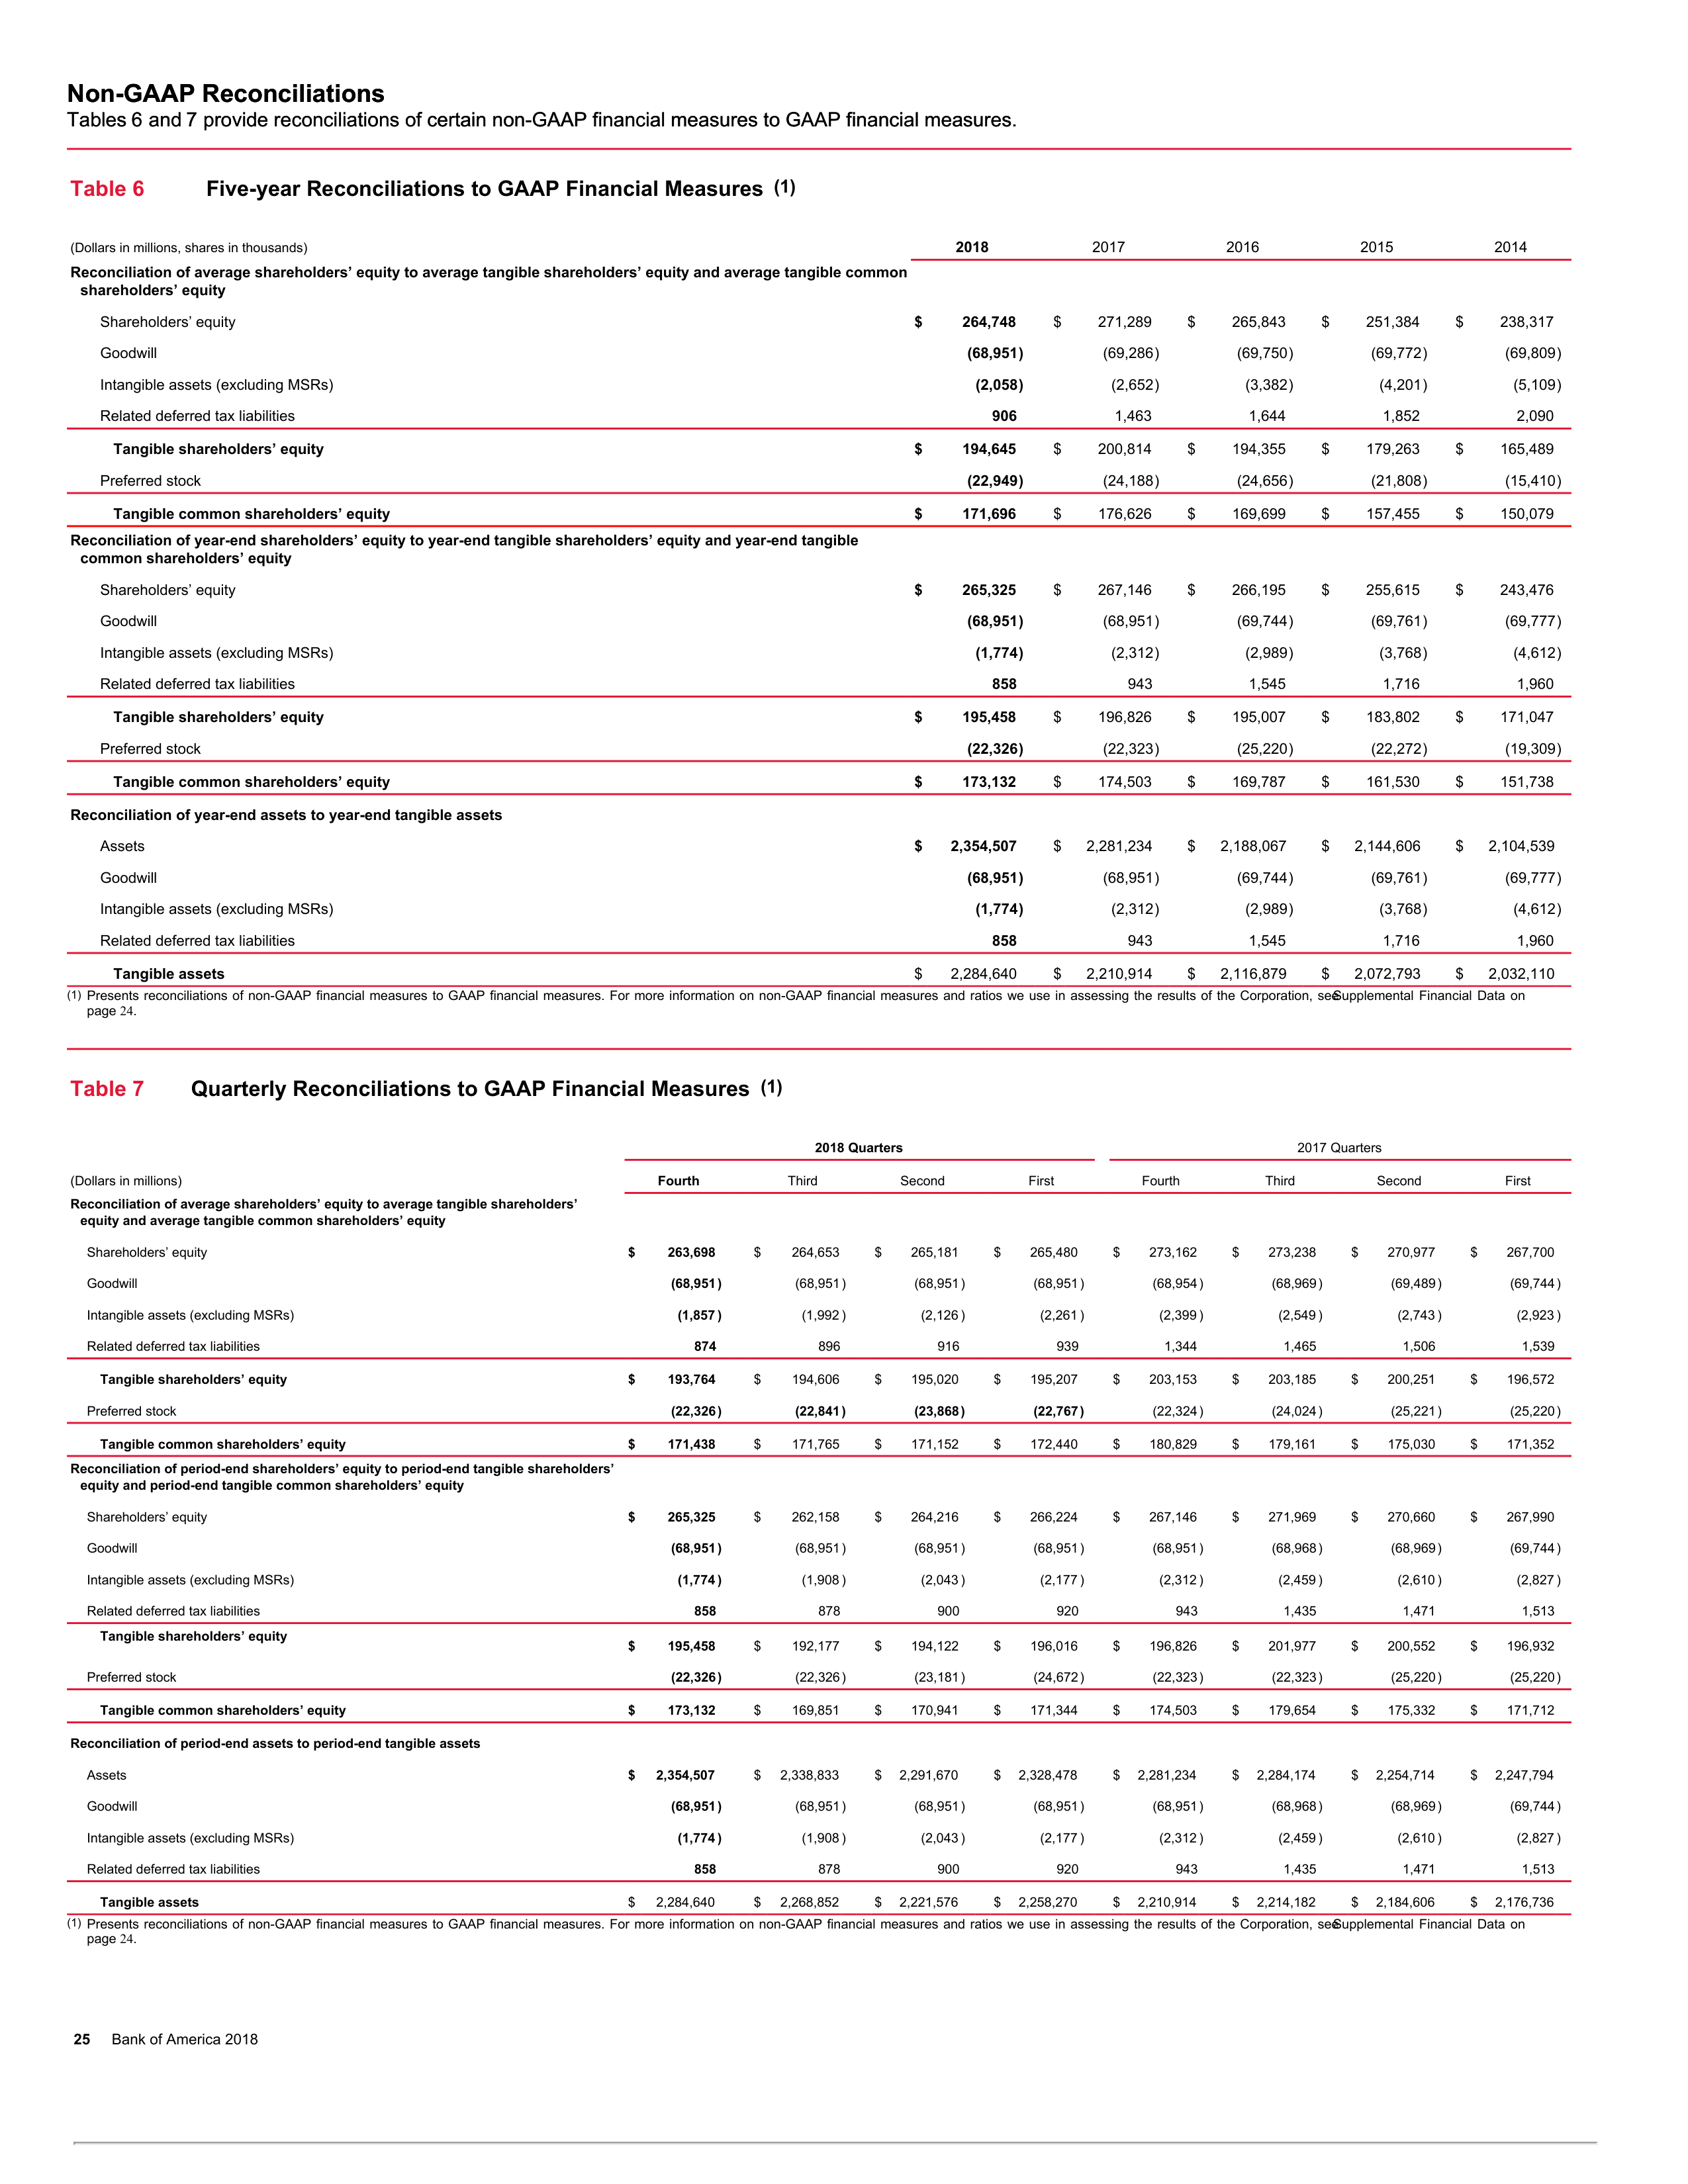 Non-GAAP Reconciliations
Tables 6 and 7 provide reconciliations of certain non-GAAP financial measures to GAAP financial measures.
Table 6 Five-year Reconciliations to GAAP Financial Measures (1)
(Dollars in millions, shares in thousands) 2018 2017 2016 2015 2014
Reconciliation of average shareholders’ equity to average tangible shareholders’ equity and average tangible common
shareholders’ equity
Shareholders’ equity $ 264,748 $ 271,289 $ 265,843 $ 251,384 $ 238,317
Goodwill (68,951) (69,286) (69,750) (69,772) (69,809)
Intangible assets (excluding MSRs) (2,058) (2,652) (3,382) (4,201) (5,109)
Related deferred tax liabilities 906 1,463 1,644 1,852 2,090
Tangible shareholders’ equity $ 194,645 $ 200,814 $ 194,355 $ 179,263 $ 165,489
Preferred stock (22,949) (24,188) (24,656) (21,808) (15,410)
Tangible common shareholders’ equity $ 171,696 $ 176,626 $ 169,699 $ 157,455 $ 150,079
Reconciliation of year-end shareholders’ equity to year-end tangible shareholders’ equity and year-end tangible
common shareholders’ equity
Shareholders’ equity $ 265,325 $ 267,146 $ 266,195 $ 255,615 $ 243,476
Goodwill (68,951) (68,951) (69,744) (69,761) (69,777)
Intangible assets (excluding MSRs) (1,774) (2,312) (2,989) (3,768) (4,612)
Related deferred tax liabilities 858 943 1,545 1,716 1,960
Tangible shareholders’ equity $ 195,458 $ 196,826 $ 195,007 $ 183,802 $ 171,047
Preferred stock (22,326) (22,323) (25,220) (22,272) (19,309)
Tangible common shareholders’ equity $ 173,132 $ 174,503 $ 169,787 $ 161,530 $ 151,738
Reconciliation of year-end assets to year-end tangible assets
Assets $ 2,354,507 $ 2,281,234 $ 2,188,067 $ 2,144,606 $ 2,104,539
Goodwill (68,951) (68,951) (69,744) (69,761) (69,777)
Intangible assets (excluding MSRs) (1,774) (2,312) (2,989) (3,768) (4,612)
Related deferred tax liabilities 858 943 1,545 1,716 1,960
Tangible assets $ 2,284,640 $ 2,210,914 $ 2,116,879 $ 2,072,793 $ 2,032,110
(1) Presents reconciliations of non-GAAP financial measures to GAAP financial measures. For more information on non-GAAP financial measures and ratios we use in assessing the results of the Corporation, see Supplemental Financial Data on
page 24.
Table 7 Quarterly Reconciliations to GAAP Financial Measures (1)
2018 Quarters 2017 Quarters
(Dollars in millions) Fourth Third Second First Fourth Third Second First
Reconciliation of average shareholders’ equity to average tangible shareholders’
equity and average tangible common shareholders’ equity
Shareholders’ equity $ 263,698 $ 264,653 $ 265,181 $ 265,480 $ 273,162 $ 273,238 $ 270,977 $ 267,700
Goodwill (68,951) (68,951) (68,951) (68,951) (68,954) (68,969) (69,489) (69,744)
Intangible assets (excluding MSRs) (1,857) (1,992) (2,126) (2,261) (2,399) (2,549) (2,743) (2,923)
Related deferred tax liabilities 874 896 916 939 1,344 1,465 1,506 1,539
Tangible shareholders’ equity $ 193,764 $ 194,606 $ 195,020 $ 195,207 $ 203,153 $ 203,185 $ 200,251 $ 196,572
Preferred stock (22,326) (22,841) (23,868) (22,767) (22,324) (24,024) (25,221) (25,220)
Tangible common shareholders’ equity $ 171,438 $ 171,765 $ 171,152 $ 172,440 $ 180,829 $ 179,161 $ 175,030 $ 171,352
Reconciliation of period-end shareholders’ equity to period-end tangible shareholders’
equity and period-end tangible common shareholders’ equity
Shareholders’ equity $ 265,325 $ 262,158 $ 264,216 $ 266,224 $ 267,146 $ 271,969 $ 270,660 $ 267,990
Goodwill (68,951) (68,951) (68,951) (68,951) (68,951) (68,968) (68,969) (69,744)
Intangible assets (excluding MSRs) (1,774) (1,908) (2,043) (2,177) (2,312) (2,459) (2,610) (2,827)
Related deferred tax liabilities 858 878 900 920 943 1,435 1,471 1,513
Tangible shareholders’ equity $ 195,458 $ 192,177 $ 194,122 $ 196,016 $ 196,826 $ 201,977 $ 200,552 $ 196,932
Preferred stock (22,326) (22,326) (23,181) (24,672) (22,323) (22,323) (25,220) (25,220)
Tangible common shareholders’ equity $ 173,132 $ 169,851 $ 170,941 $ 171,344 $ 174,503 $ 179,654 $ 175,332 $ 171,712
Reconciliation of period-end assets to period-end tangible assets
Assets $ 2,354,507 $ 2,338,833 $ 2,291,670 $ 2,328,478 $ 2,281,234 $ 2,284,174 $ 2,254,714 $ 2,247,794
Goodwill (68,951) (68,951) (68,951) (68,951) (68,951) (68,968) (68,969) (69,744)
Intangible assets (excluding MSRs) (1,774) (1,908) (2,043) (2,177) (2,312) (2,459) (2,610) (2,827)
Related deferred tax liabilities 858 878 900 920 943 1,435 1,471 1,513
Tangible assets $ 2,284,640 $ 2,268,852 $ 2,221,576 $ 2,258,270 $ 2,210,914 $ 2,214,182 $ 2,184,606 $ 2,176,736
(1) Presents reconciliations of non-GAAP financial measures to GAAP financial measures. For more information on non-GAAP financial measures and ratios we use in assessing the results of the Corporation, see Supplemental Financial Data on
page 24.
25 Bank of America 2018